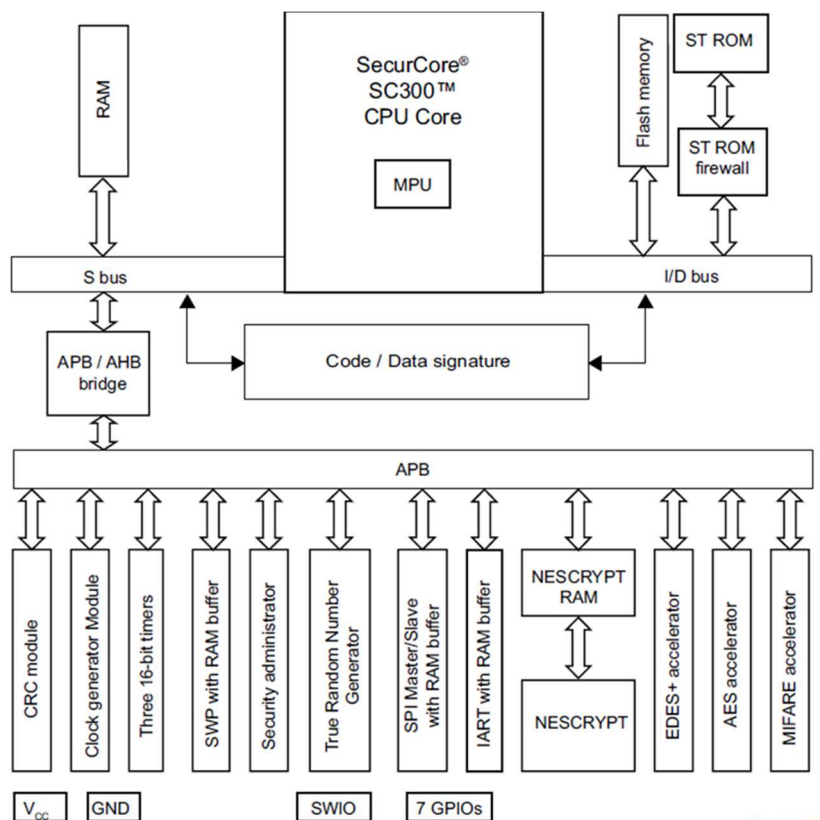 RAM
SecurCore®
SC300™
CPU Core
MPU
Flash memory
ST ROM
ST ROM
firewall
S bus
I/D bus
APB / AHB
bridge
Code / Data signature
APB
CRC module
Clock generator Module
Three 16-bit timers
SWP with RAM buffer
Security administrator
True Random Number
Generator
SPI Master/Slave
with RAM buffer
IART with RAM buffer
NESCRYPT
RAM
NESCRYPT
EDES+ accelerator
AES accelerator
MIFARE accelerator
VCC
GND
SWIO
7 GPIOs